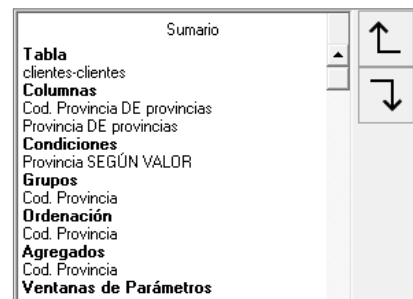 Sumario
Tabla
clientes-clientes
Columnas
Cod. Provincia DE provincias
Provincia DE provincias
Condiciones
Provincia SEGÚN VALOR
Grupos
Cod. Provincia
Ordenación
Cod. Provincia
Agregados
Cod. Provincia
Ventanas de Parámetros